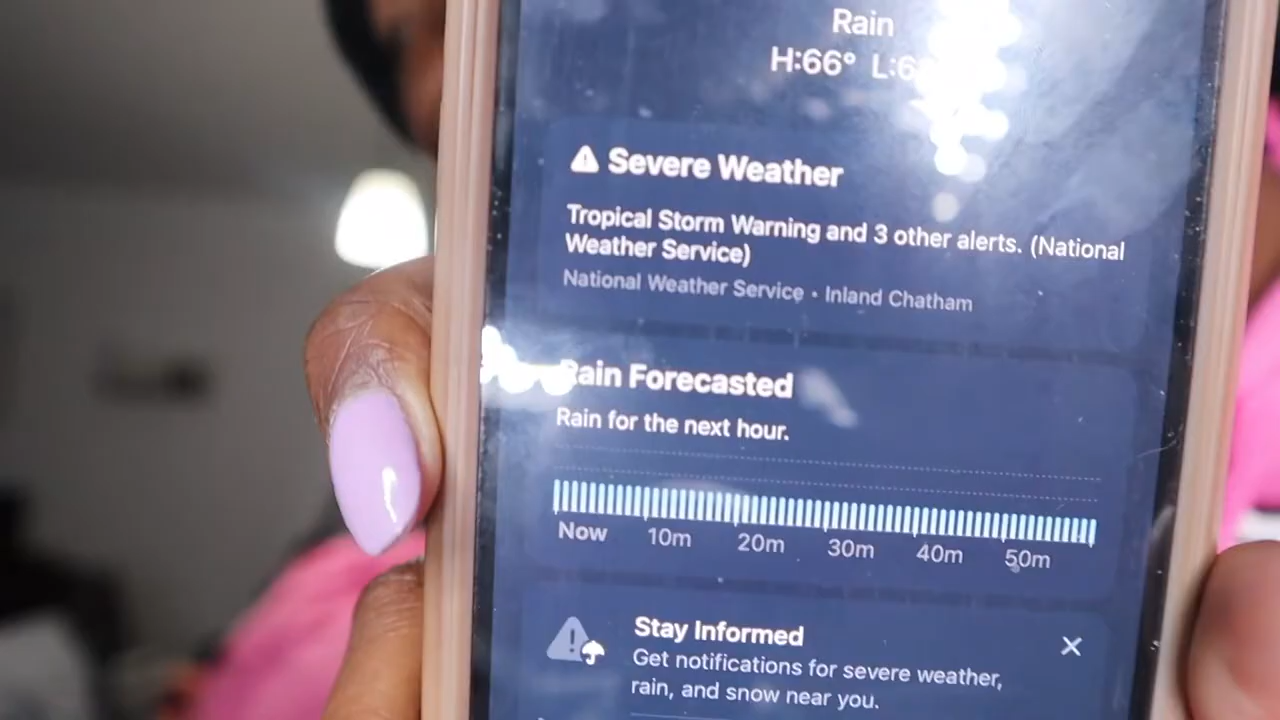 Rain
H:66°
Severe Weather
Tropical Storm Warning and 3 other alerts. (National
Weather Service)
National Weather Service • Inland Chatham
Rain Forecasted
Rain for the next hour.
Now 10m 20m 30m 40m 50m
Stay Informed
Get notifications for severe weather,
rain, and snow near you.